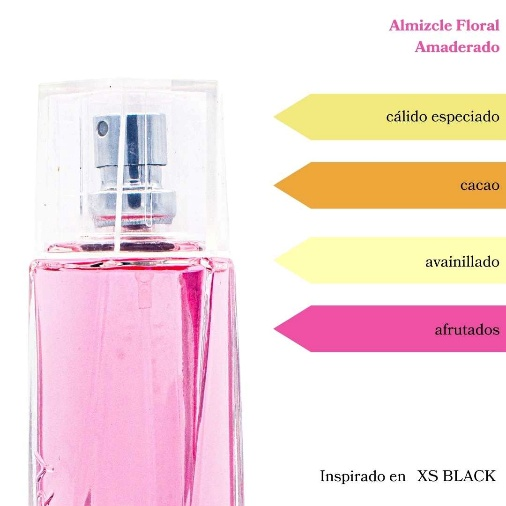 Almizcle Floral
Amaderado
cálido especiado
cacao
avainillado
afrutados
Inspirado en XS BLACK